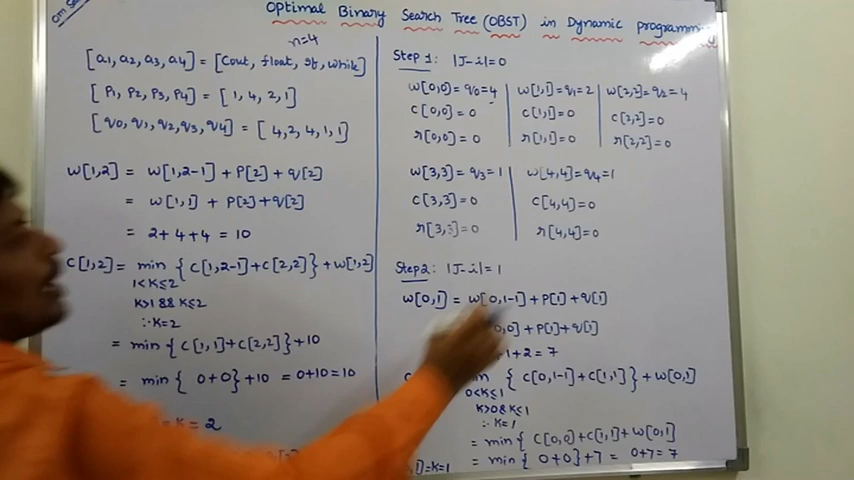 Om Sa
Optimal Binary Search Tree (OBST) in Dynamic programming
n=4
[a1, a2, a3, a4] = [Cout, float, if, while]
[P1, P2, P3, P4] = [1, 4, 2, 1]
[q0, q1, q2, q3, q4] = [4, 2, 4, 1, 1]
w[1,2] = w[1,2-1] + P[2] + q[2]
= w[1,1] + P[2] + q[2]
= 2+4+4 = 10
C[1,2] = min {C[1,2-1]+C[2,2]} + w[1,2]
1<K≤2
K>1 && K≤2
∴K=2
= min{C[1,1]+C[2,2]}+10
= min{ 0+0}+10 = 0+10=10
= K = 2
Step 1: |J-i|=0
w[0,0]=q0=4 w[1,1]=q1=2 w[2,2]=q2=4
C[0,0]=0 C[1,1]=0 C[2,2]=0
r[0,0]=0 r[1,1]=0 r[2,2]=0
w[3,3]=q3=1 w[4,4]=q4=1
C[3,3]=0 C[4,4]=0
r[3,3]=0 r[4,4]=0
Step2: |J-i|=1
w[0,1] = w[0,1-1]+P[1]+q[1]
0,0]+P[1]+q[1]
1+2=7
{ C[0,1-1]+C[1,1]} + w[0,1]
0<K≤1
K>0&K≤1
∴K=1
= min{ C[0,0]+C[1,1]+w[0,1]
,1]=K=1 = min{ 0+0}+7 = 0+7=7